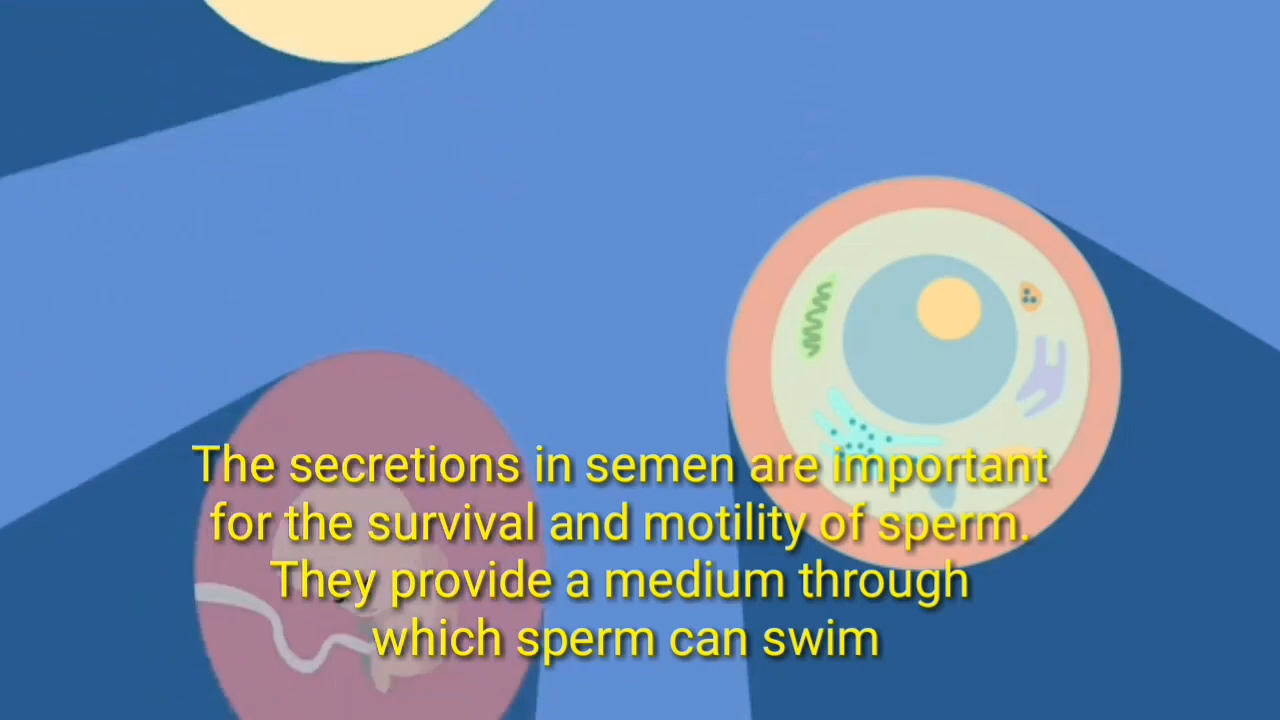 The secretions in semen are important
for the survival and motility of sperm.
They provide a medium through
which sperm can swim